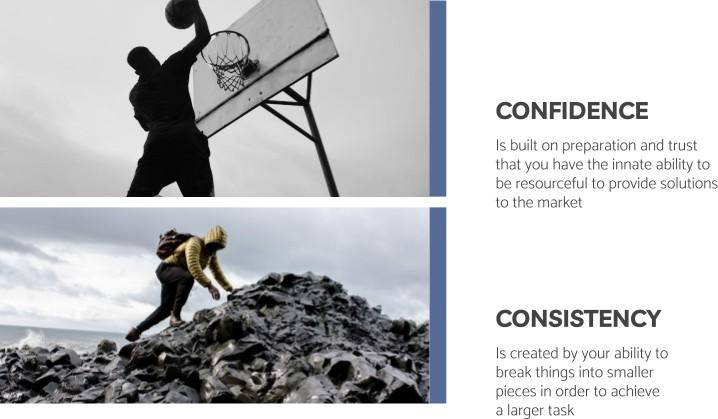 CONFIDENCE
Is built on preparation and trust
that you have the innate ability to
be resourceful to provide solutions
to the market
CONSISTENCY
Is created by your ability to
break things into smaller
pieces in order to achieve
a larger task